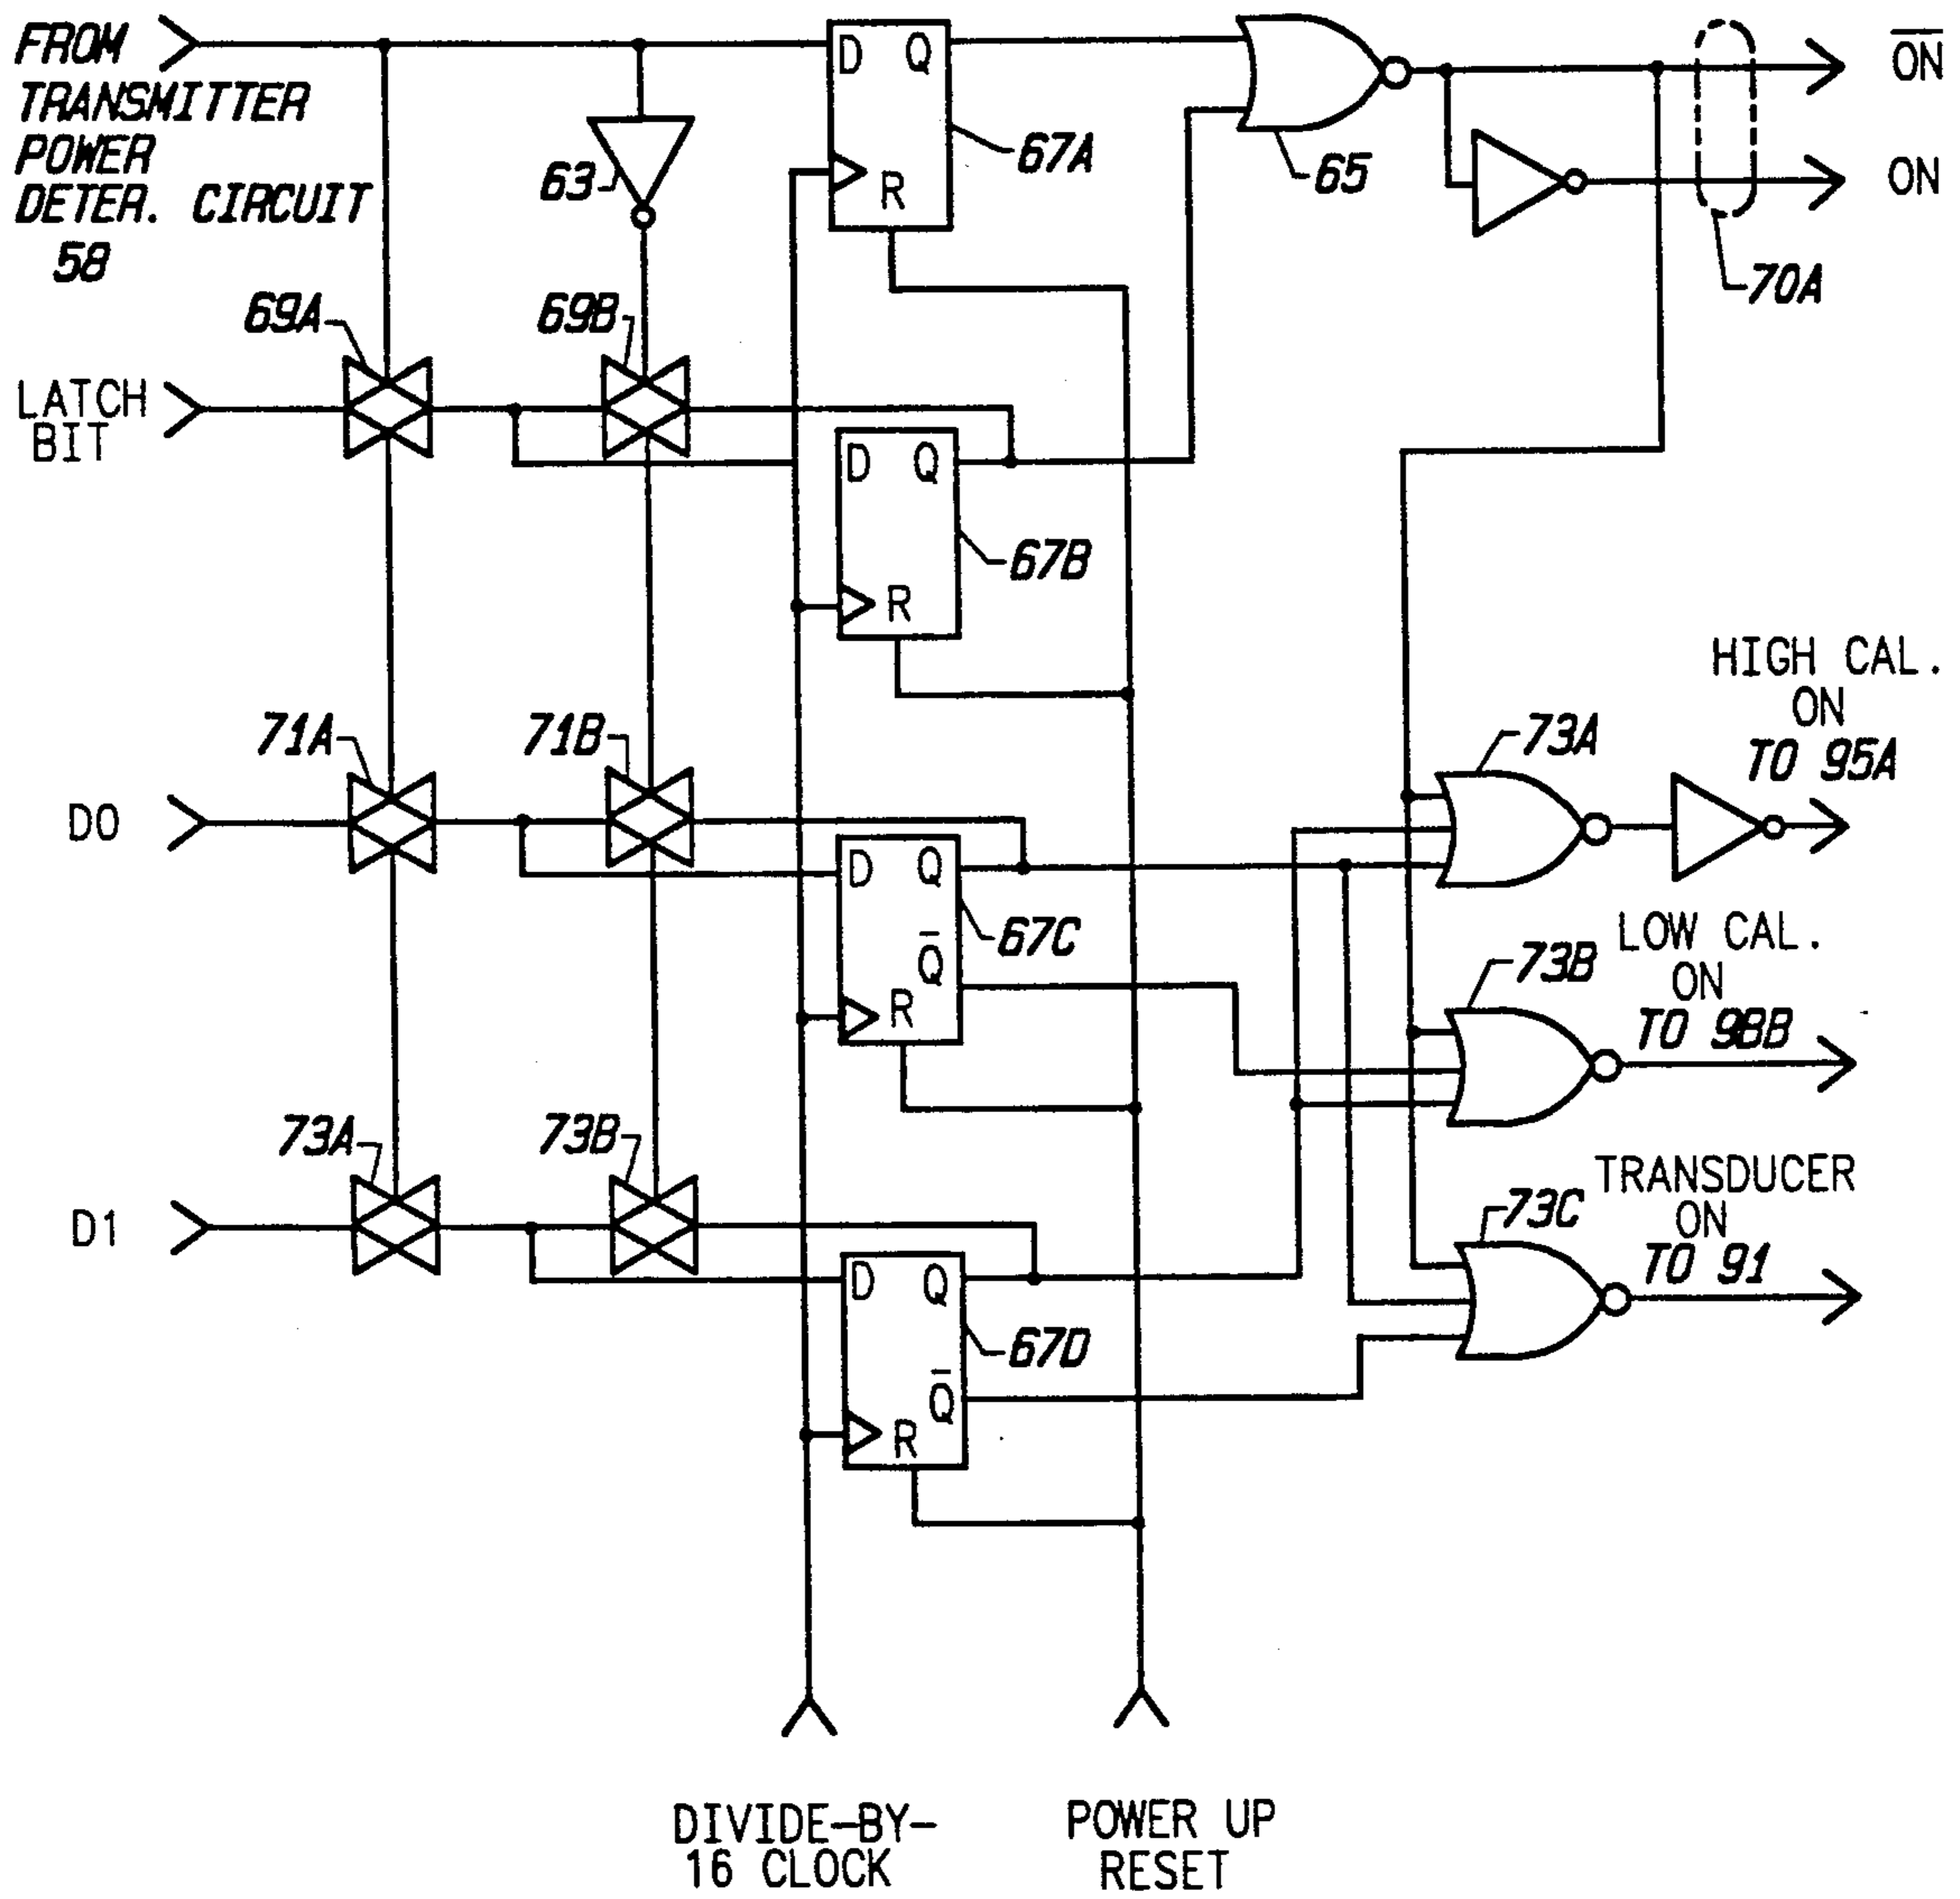 FROM
TRANSMITTER
POWER
DETER. CIRCUIT
58
D Q
R
67A
63
65
O̅N̅
ON
70A
69A
69B
LATCH
BIT
D Q
R
67B
HIGH CAL.
ON
TO 95A
71A
71B
73A
D0
D Q
Q̅
R
67C
LOW CAL.
ON
TO 98B
73B
73A
73B
D1
D Q
Q̅
R
67D
TRANSDUCER
ON
TO 91
73C
DIVIDE-BY-
16 CLOCK
POWER UP
RESET